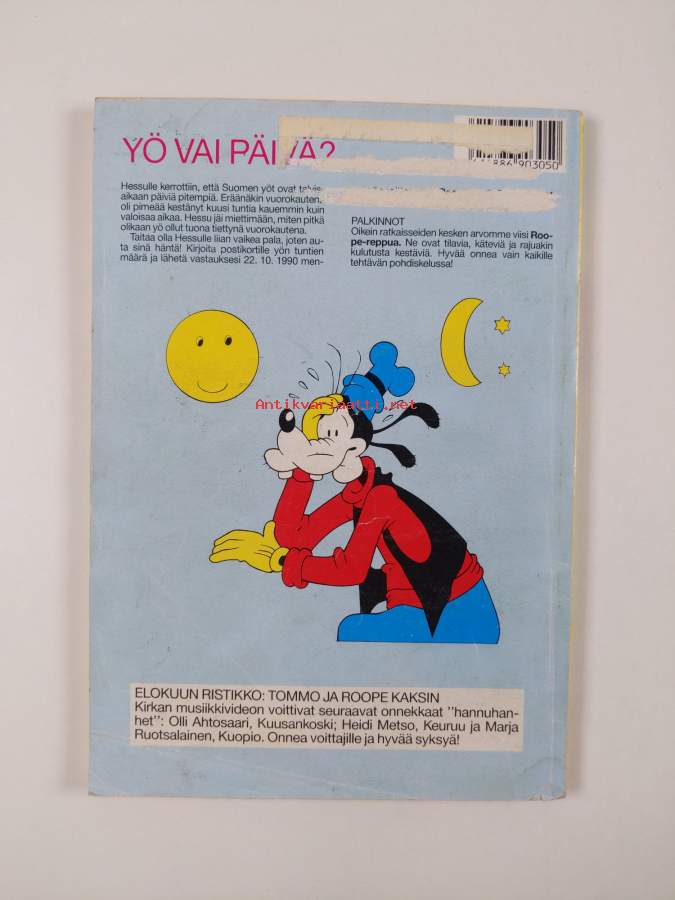 YÖ VAI PÄIVÄ?
886 903050
Hessulle kerrottiin, että Suomen yöt ovat talvis-
aikaan päiviä pitempiä. Eräänäkin vuorokauten
oli pimeää kestänyt kuusi tuntia kauemmin kuin
valoisaa aikaa. Hessu jäi miettimään, miten pitkä
olikaan yö ollut tuona tiettynä vuorokautena.
Taitaa olla Hessulle liian vaikea pala, joten au-
ta sinä häntä! Kirjoita postikortille yön tuntien
määrä ja lähetä vastauksesi 22. 10. 1990 men-
PALKINNOT
Oikein ratkaisseiden kesken arvomme viisi Roo-
pe-reppua. Ne ovat tilavia, käteviä ja rajuakin
kulutusta kestäviä. Hyvää onnea vain kaikille
tehtävän pohdiskelussa!
Antikvariaatti.net
ELOKUUN RISTIKKO: TOMMO JA ROOPE KAKSIN
Kirkan musiikkivideon voittivat seuraavat onnekkaat "hannuhan-
het": Olli Ahtosaari, Kuusankoski; Heidi Metso, Keuruu ja Marja
Ruotsalainen, Kuopio. Onnea voittajille ja hyvää syksyä!